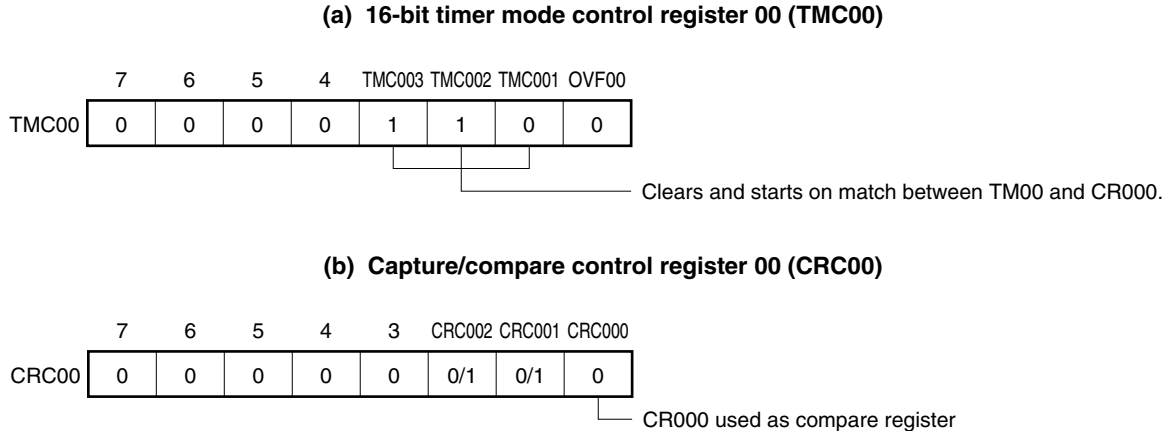 (a) 16-bit timer mode control register 00 (TMC00)
7 6 5 4 TMC003 TMC002 TMC001 OVF00
TMC00 0 0 0 0 1 1 0 0
Clears and starts on match between TM00 and CR000.
(b) Capture/compare control register 00 (CRC00)
7 6 5 4 3 CRC002 CRC001 CRC000
CRC00 0 0 0 0 0 0/1 0/1 0
CR000 used as compare register